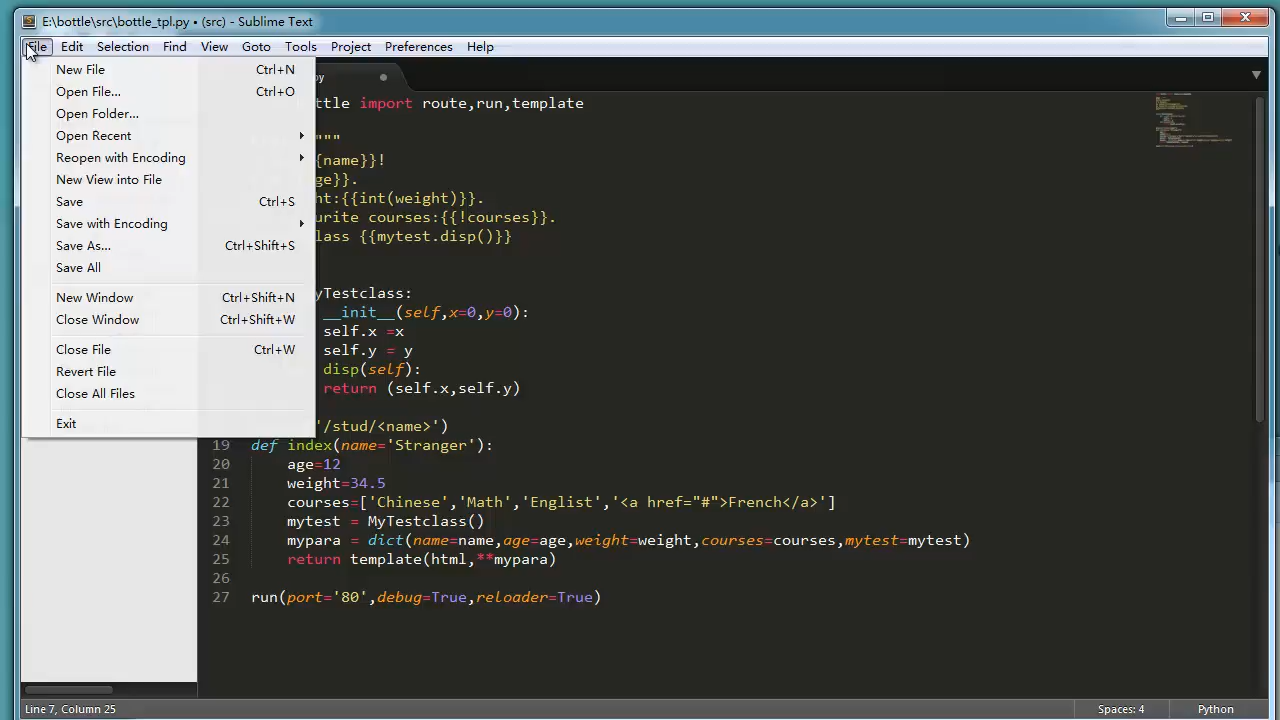 E:\bottle\src\bottle_tpl.py • (src) - Sublime Text
File Edit Selection Find View Goto Tools Project Preferences Help
New File Ctrl+N
Open File... Ctrl+O
Open Folder...
Open Recent
Reopen with Encoding
New View into File
Save Ctrl+S
Save with Encoding
Save As... Ctrl+Shift+S
Save All
New Window Ctrl+Shift+N
Close Window Ctrl+Shift+W
Close File Ctrl+W
Revert File
Close All Files
Exit
py
ttle import route,run,template
"""
{name}}!
ge}}.
ht:{{int(weight)}}.
urite courses:{{!courses}}.
lass {{mytest.disp()}}
yTestclass:
__init__(self,x=0,y=0):
self.x =x
self.y = y
disp(self):
return (self.x,self.y)
'/stud/<name>')
19 def index(name='Stranger'):
20 age=12
21 weight=34.5
22 courses=['Chinese','Math','Englist','<a href="#">French</a>']
23 mytest = MyTestclass()
24 mypara = dict(name=name,age=age,weight=weight,courses=courses,mytest=mytest)
25 return template(html,**mypara)
26
27 run(port='80',debug=True,reloader=True)
Line 7, Column 25 Spaces: 4 Python